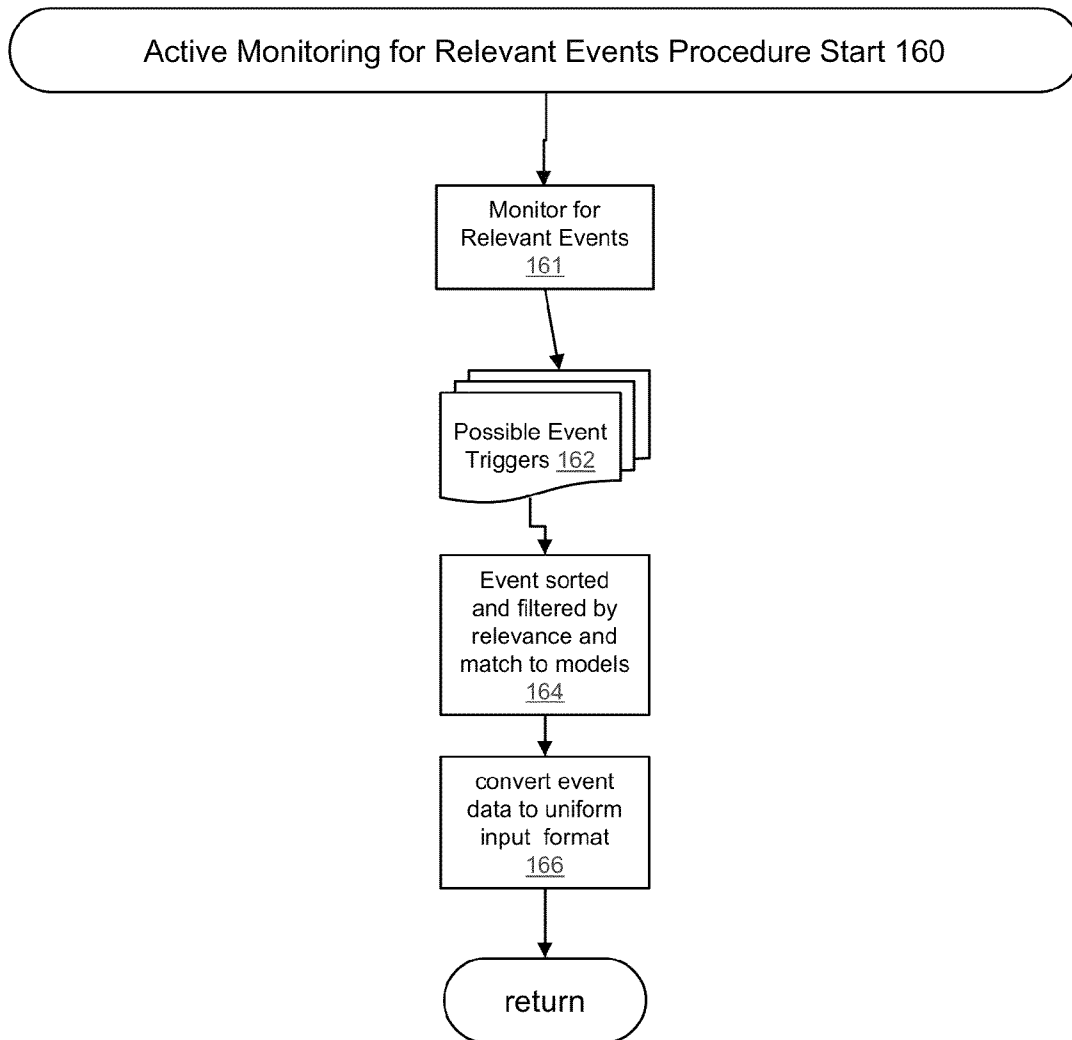 Active Monitoring for Relevant Events Procedure Start 160
Monitor for
Relevant Events
161
Possible Event
Triggers 162
Event sorted
and filtered by
relevance and
match to models
164
convert event
data to uniform
input format
166
return